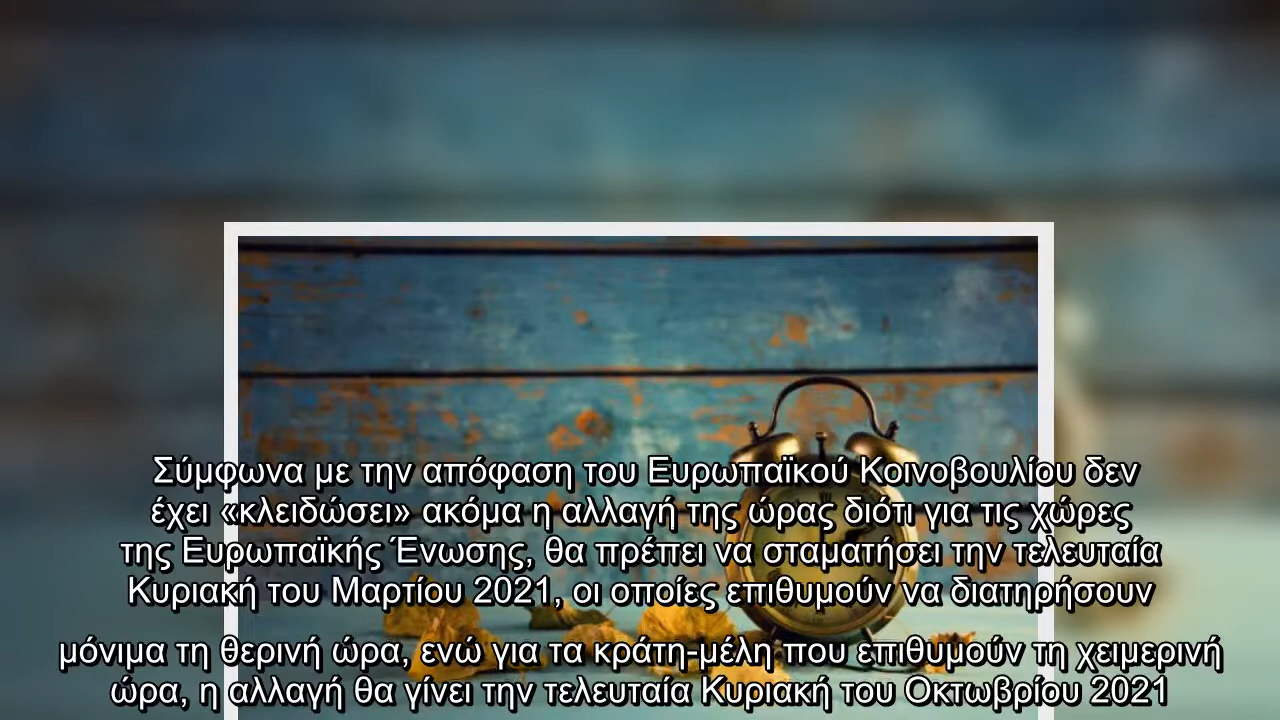 Σύμφωνα με την απόφαση του Ευρωπαϊκού Κοινοβουλίου δεν
έχει «κλειδώσει» ακόμα η αλλαγή της ώρας διότι για τις χώρες
της Ευρωπαϊκής Ένωσης, θα πρέπει να σταματήσει την τελευταία
Κυριακή του Μαρτίου 2021, οι οποίες επιθυμούν να διατηρήσουν
μόνιμα τη θερινή ώρα, ενώ για τα κράτη-μέλη που επιθυμούν τη χειμερινή
ώρα, η αλλαγή θα γίνει την τελευταία Κυριακή του Οκτωβρίου 2021